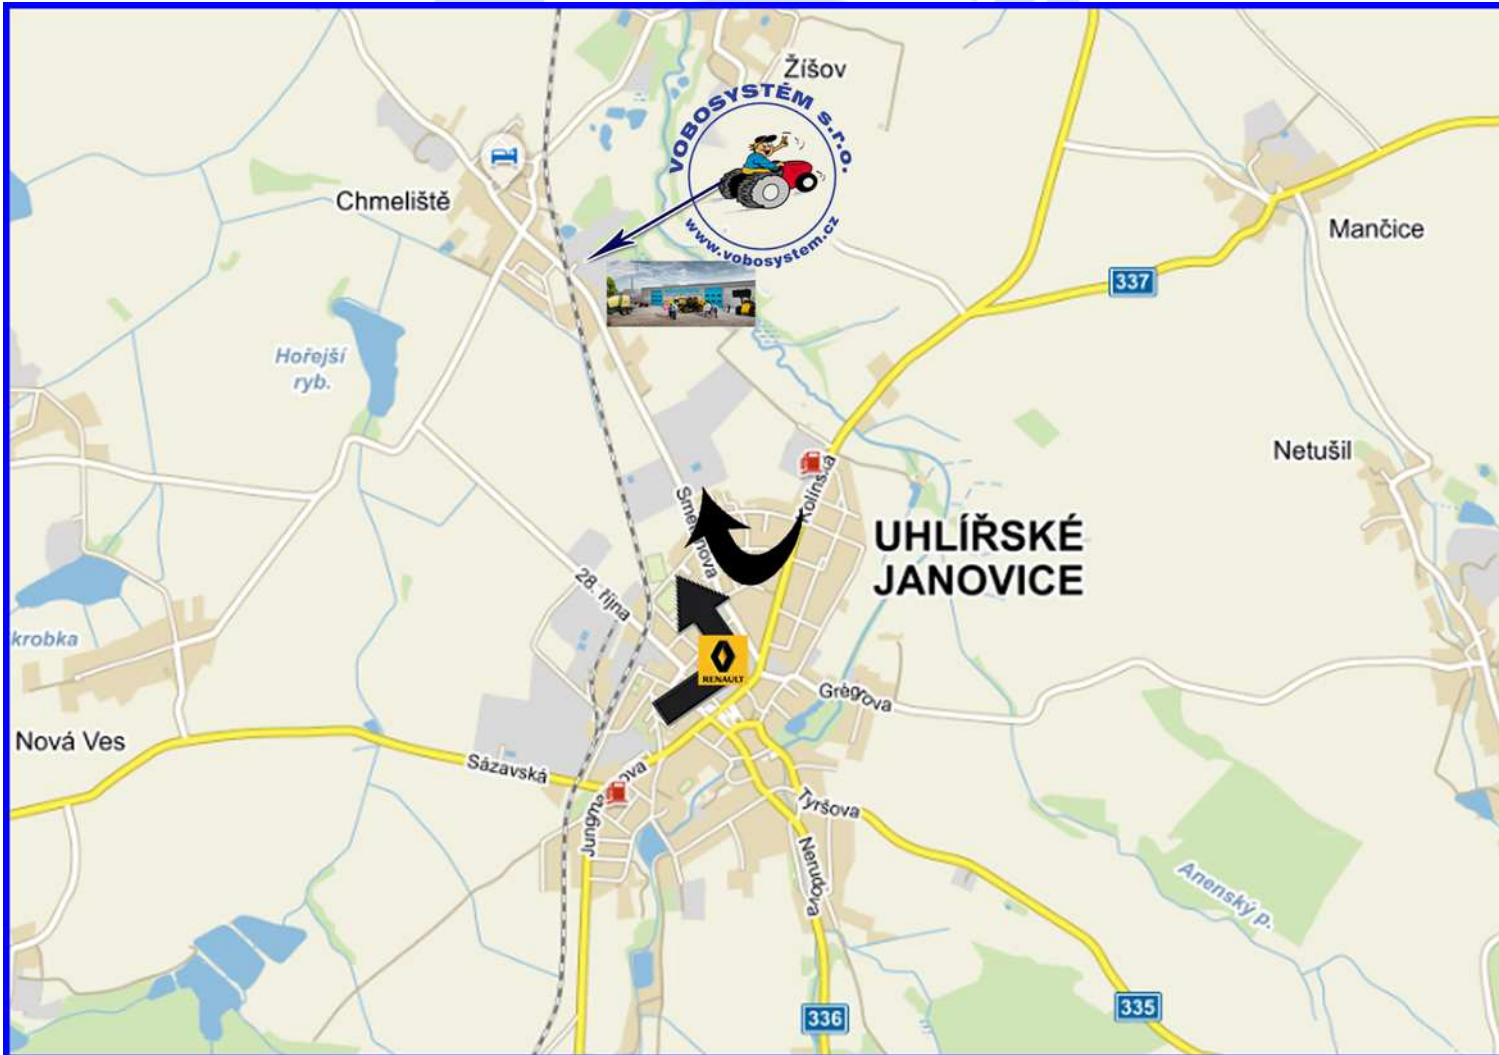 Žíšov
VOBOSYSTÉM s.r.o.
www.vobosystem.cz
Chmeliště
Mančice
337
Hořejší
ryb.
Netušil
Kolínská
Smetanova
UHLÍŘSKÉ
JANOVICE
28. října
krobka
RENAULT
Grégrova
Nová Ves
Sázavská
Jungmannova
Tyršova
Nerudova
Anenský p.
336
335